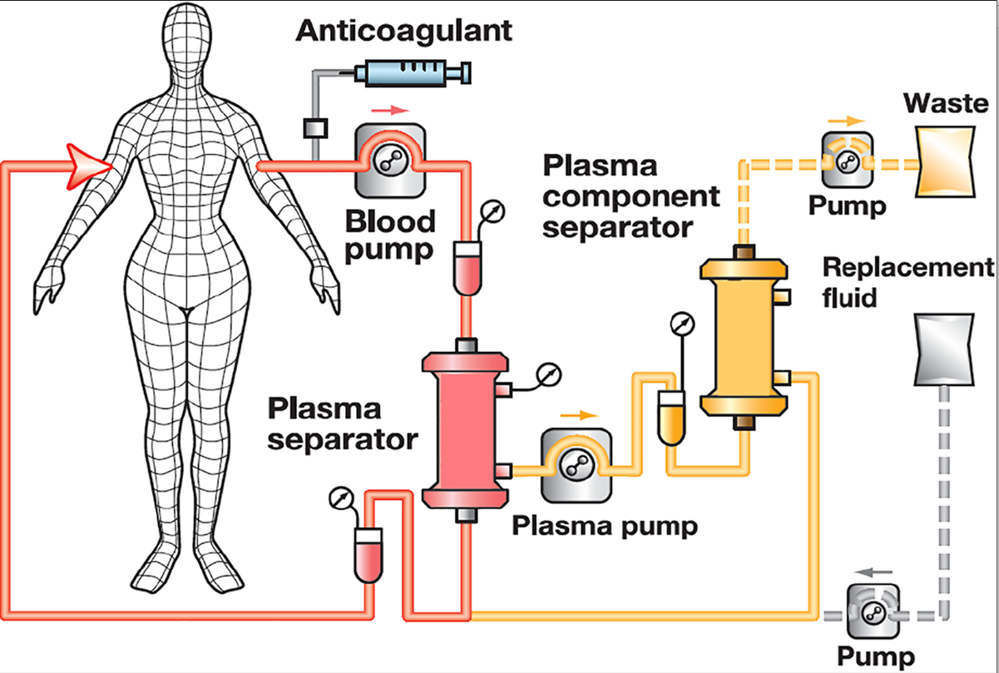 Anticoagulant
Waste
Plasma
component
separator
Pump
Blood
pump
Replacement
fluid
Plasma
separator
Plasma pump
Pump